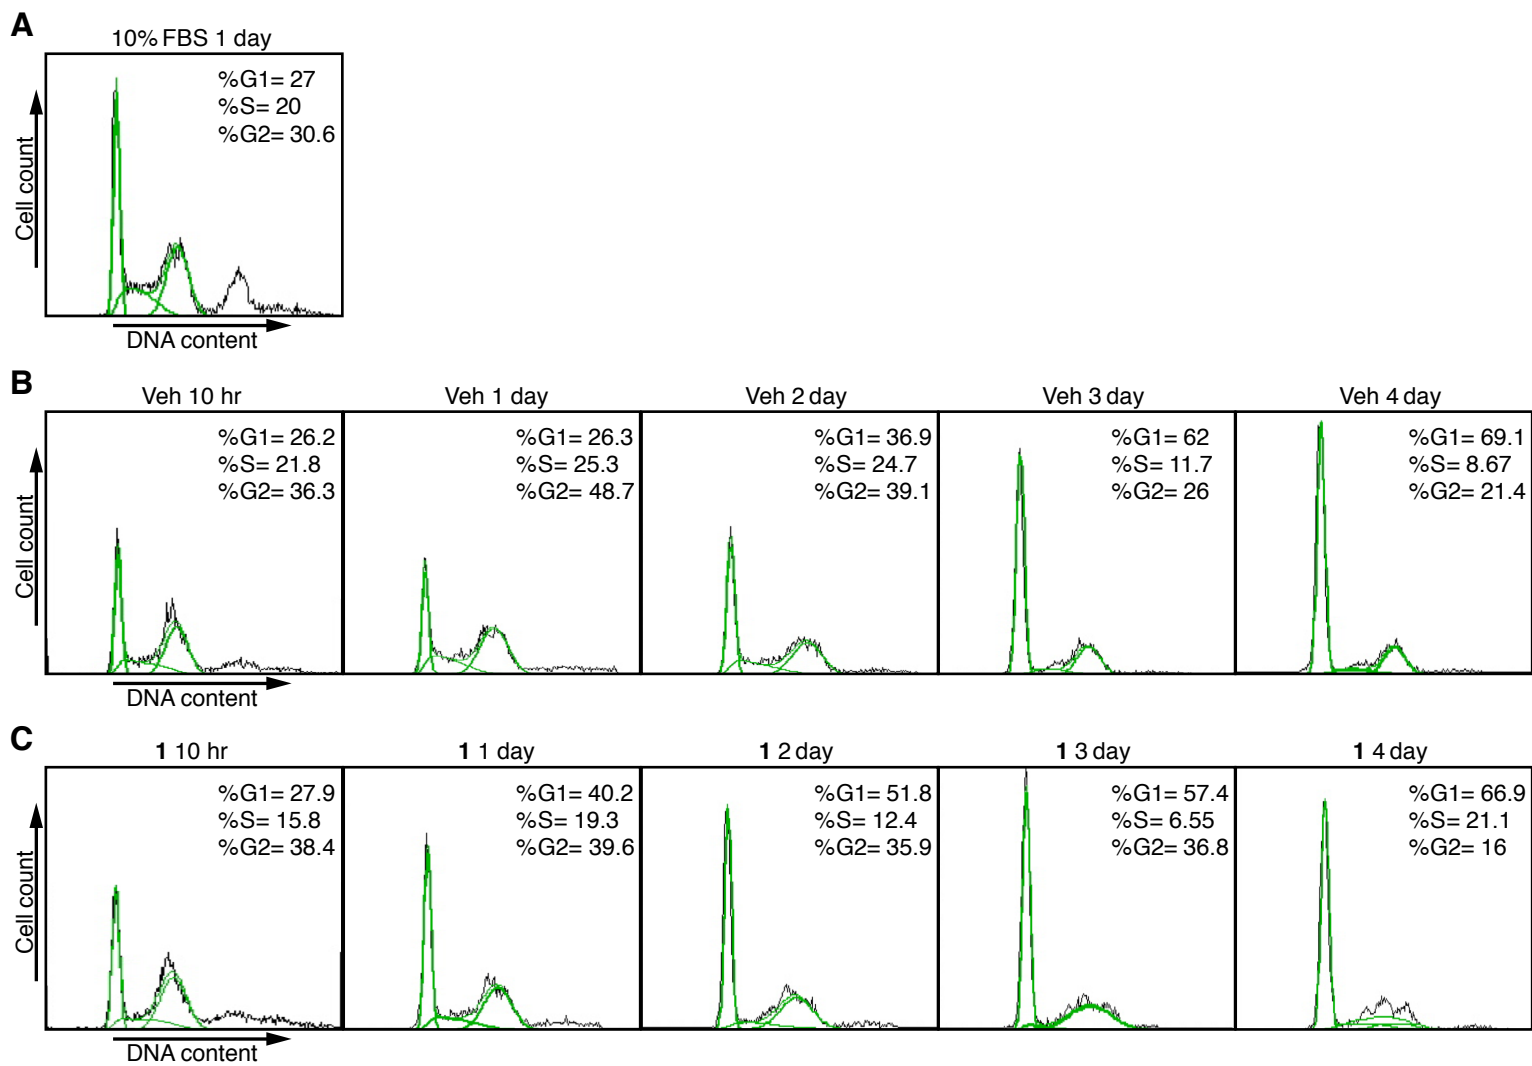 A
10% FBS 1 day
%G1= 27
%S= 20
%G2= 30.6
Cell count
DNA content
B
Veh 10 hr
%G1= 26.2
%S= 21.8
%G2= 36.3
Veh 1 day
%G1= 26.3
%S= 25.3
%G2= 48.7
Veh 2 day
%G1= 36.9
%S= 24.7
%G2= 39.1
Veh 3 day
%G1= 62
%S= 11.7
%G2= 26
Veh 4 day
%G1= 69.1
%S= 8.67
%G2= 21.4
Cell count
DNA content
C
1 10 hr
%G1= 27.9
%S= 15.8
%G2= 38.4
1 1 day
%G1= 40.2
%S= 19.3
%G2= 39.6
1 2 day
%G1= 51.8
%S= 12.4
%G2= 35.9
1 3 day
%G1= 57.4
%S= 6.55
%G2= 36.8
1 4 day
%G1= 66.9
%S= 21.1
%G2= 16
Cell count
DNA content